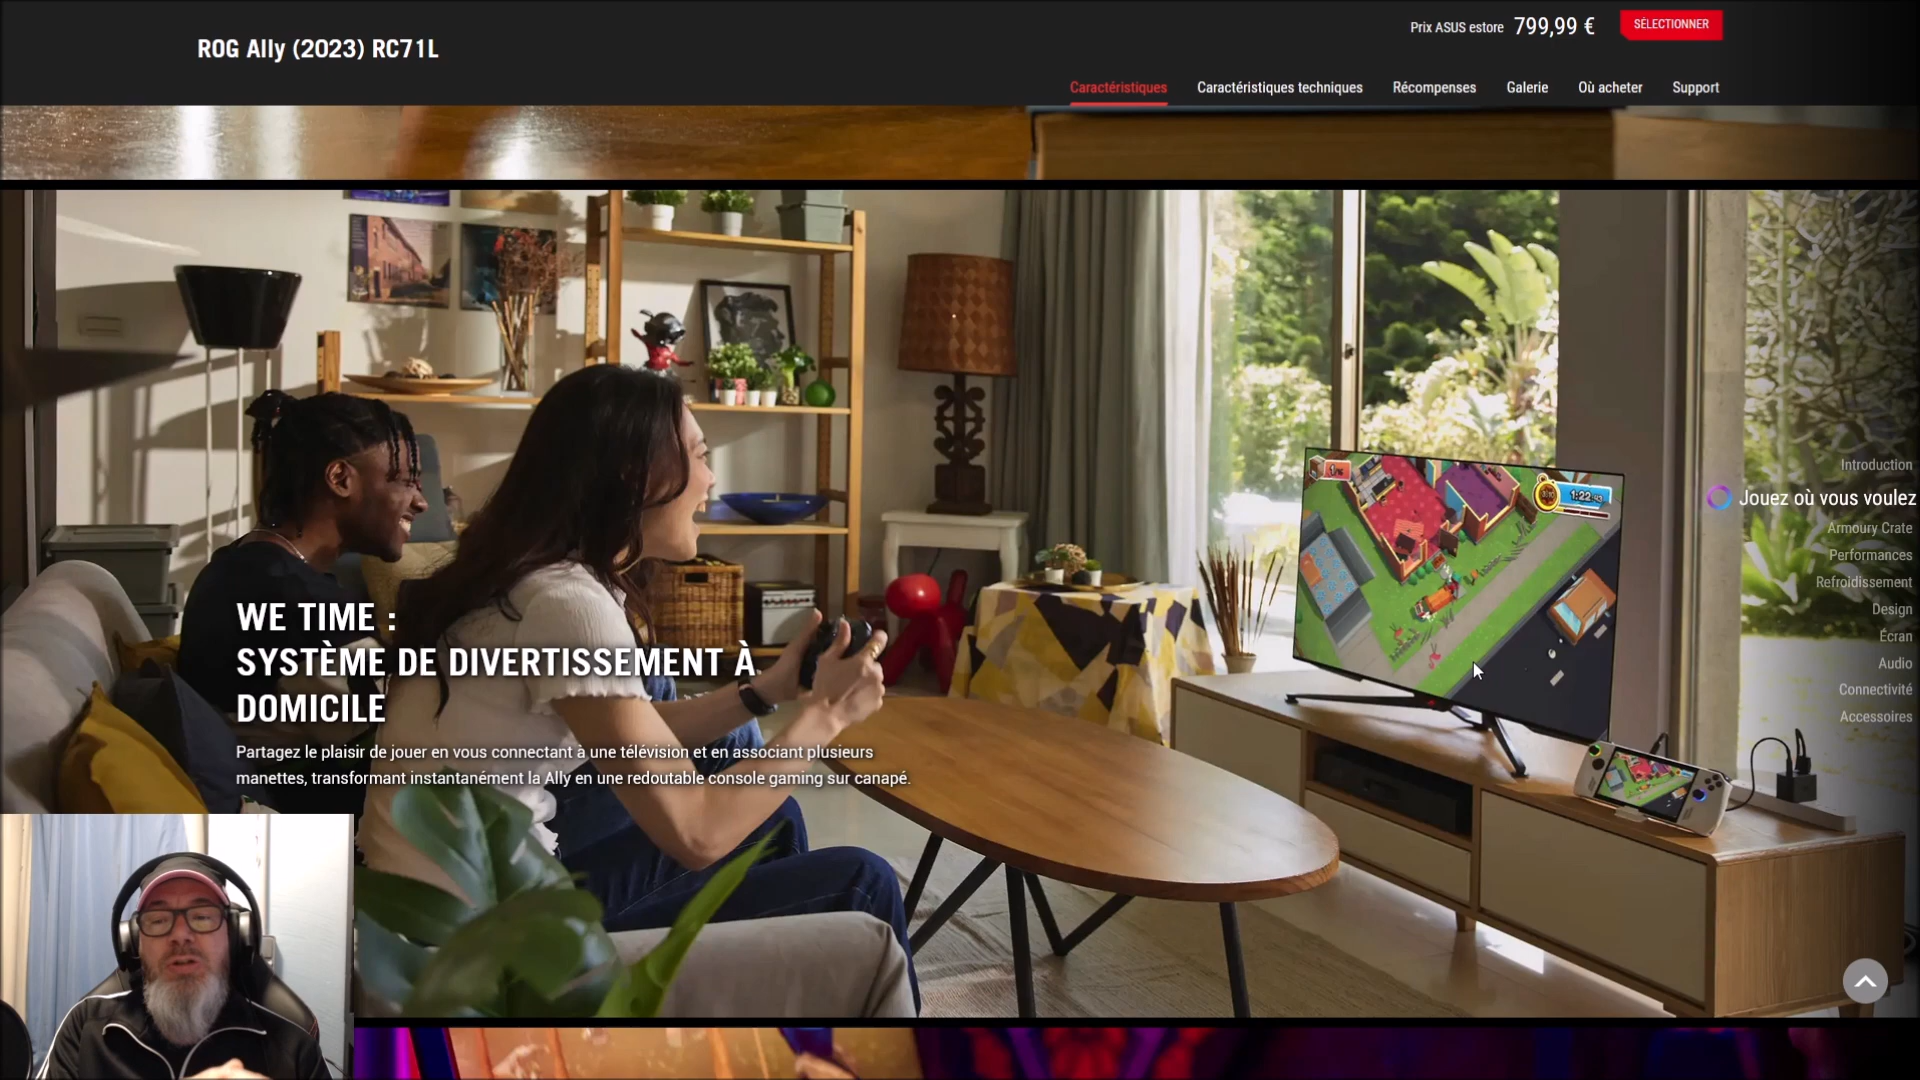 ROG Ally (2023) RC71L
Prix ASUS estore 799,99 € SÉLECTIONNER
Caractéristiques Caractéristiques techniques Récompenses Galerie Où acheter Support
1:22
Introduction
Jouez où vous voulez
Armoury Crate
Performances
Refroidissement
Design
Écran
Audio
Connectivité
Accessoires
WE TIME :
SYSTÈME DE DIVERTISSEMENT À
DOMICILE
Partagez le plaisir de jouer en vous connectant à une télévision et en associant plusieurs
manettes, transformant instantanément la Ally en une redoutable console gaming sur canapé.